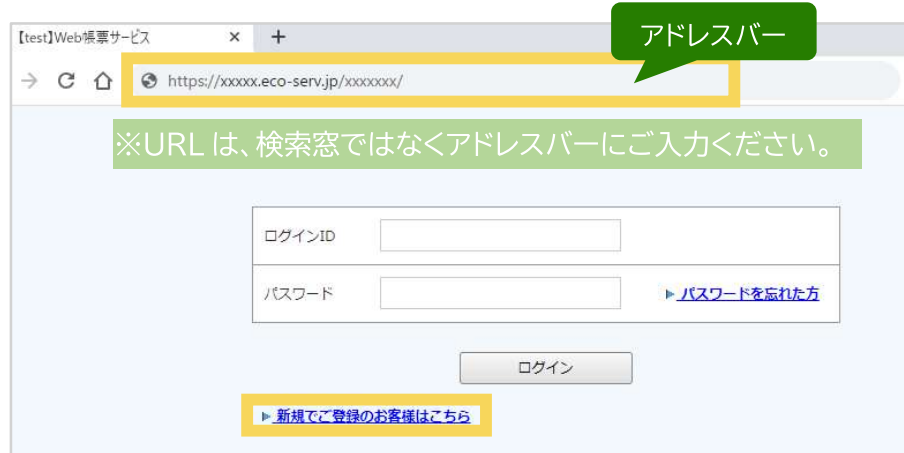 【test】Web帳票サービス
アドレスバー
https://xxxxx.eco-serv.jp/xxxxxxx/
※URL は、検索窓ではなくアドレスバーにご入力ください。
ログインID
パスワード
パスワードを忘れた方
ログイン
新規でご登録のお客様はこちら